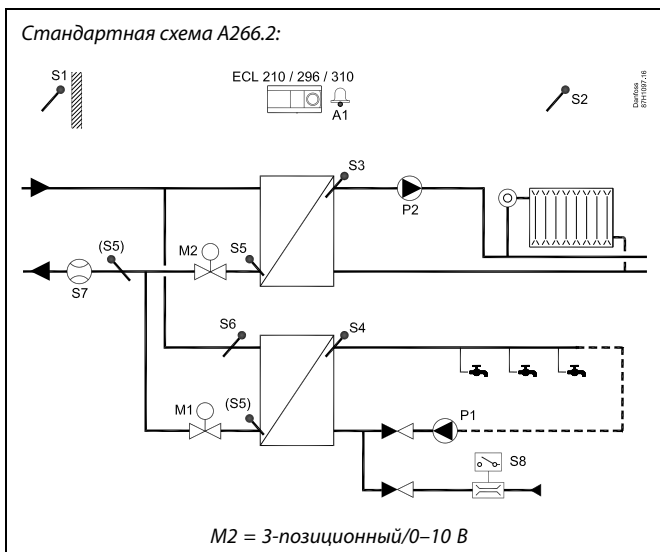 Стандартная схема A266.2:
S1
ECL 210 / 296 / 310
A1
S2
Danfoss
87H1097.16
S3
P2
(S5)
M2
S5
S7
S6
S4
M1
(S5)
P1
S8
M2 = 3-позиционный/0–10 В